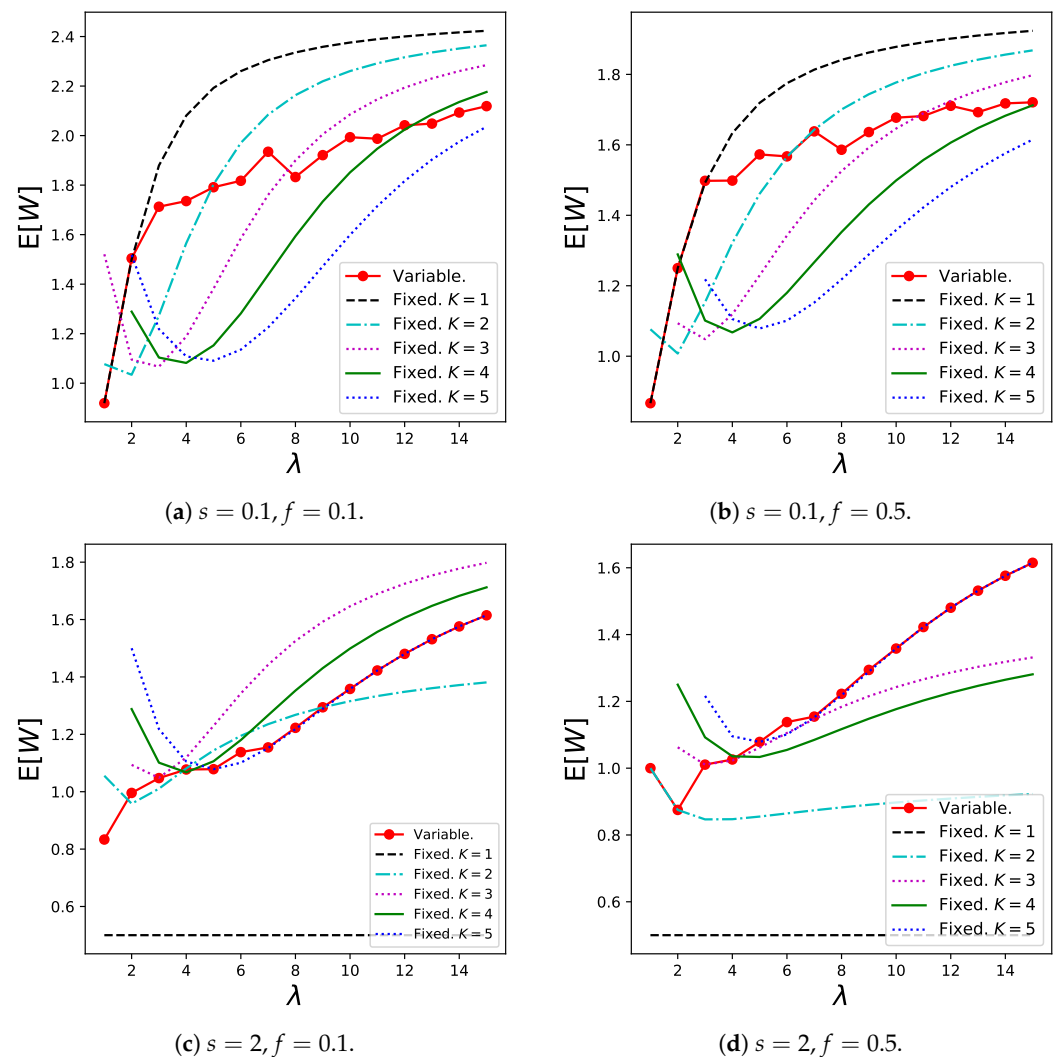 2.4
2.2
2.0
1.8
1.6
1.4
1.2
1.0
E[W]
Variable.
Fixed. K = 1
Fixed. K = 2
Fixed. K = 3
Fixed. K = 4
Fixed. K = 5
2 4 6 8 10 12 14
λ
(a) s = 0.1, f = 0.1.
1.8
1.6
1.4
1.2
1.0
E[W]
Variable.
Fixed. K = 1
Fixed. K = 2
Fixed. K = 3
Fixed. K = 4
Fixed. K = 5
2 4 6 8 10 12 14
λ
(b) s = 0.1, f = 0.5.
1.8
1.6
1.4
1.2
1.0
0.8
0.6
E[W]
Variable.
Fixed. K = 1
Fixed. K = 2
Fixed. K = 3
Fixed. K = 4
Fixed. K = 5
2 4 6 8 10 12 14
λ
(c) s = 2, f = 0.1.
1.6
1.4
1.2
1.0
0.8
0.6
E[W]
Variable.
Fixed. K = 1
Fixed. K = 2
Fixed. K = 3
Fixed. K = 4
Fixed. K = 5
2 4 6 8 10 12 14
λ
(d) s = 2, f = 0.5.